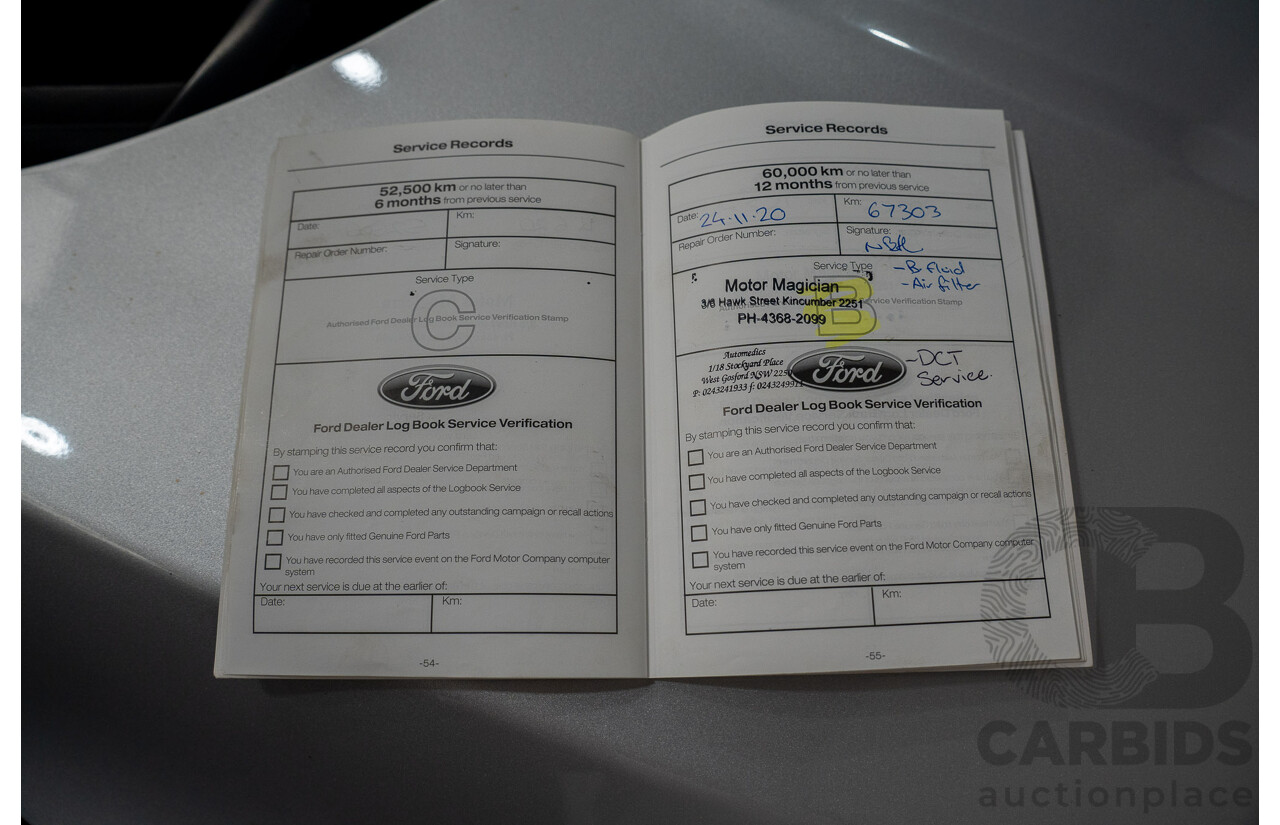 Service Records
52,500 km or no later than
6 months from previous service
Date:
Km:
Repair Order Number:
Signature:
Service Type
C
Authorised Ford Dealer Log Book Service Verification Stamp
Ford
Ford Dealer Log Book Service Verification
By stamping this service record you confirm that:
You are an Authorised Ford Dealer Service Department
You have completed all aspects of the Logbook Service
You have checked and completed any outstanding campaign or recall actions
You have only fitted Genuine Ford Parts
You have recorded this service event on the Ford Motor Company computer
system
Your next service is due at the earlier of:
Date:
Km:
-54-
Service Records
60,000 km or no later than
12 months from previous service
Date: 24.11.20
Km: 67303
Repair Order Number:
Signature:
Service Type
- B fluid
- Air filter
Motor Magician
3/6 Hawk Street Kincumber 2251
PH-4368-2099
B
Service Verification Stamp
Automedics
1/18 Stockyard Place
West Gosford NSW 2250
P: 0243241933 f: 0243249911
Ford
- DCT
Service.
Ford Dealer Log Book Service Verification
By stamping this service record you confirm that:
You are an Authorised Ford Dealer Service Department
You have completed all aspects of the Logbook Service
You have checked and completed any outstanding campaign or recall actions
You have only fitted Genuine Ford Parts
You have recorded this service event on the Ford Motor Company computer
system
Your next service is due at the earlier of:
Date:
Km:
-55-
CB
CARBIDS
auctionplace